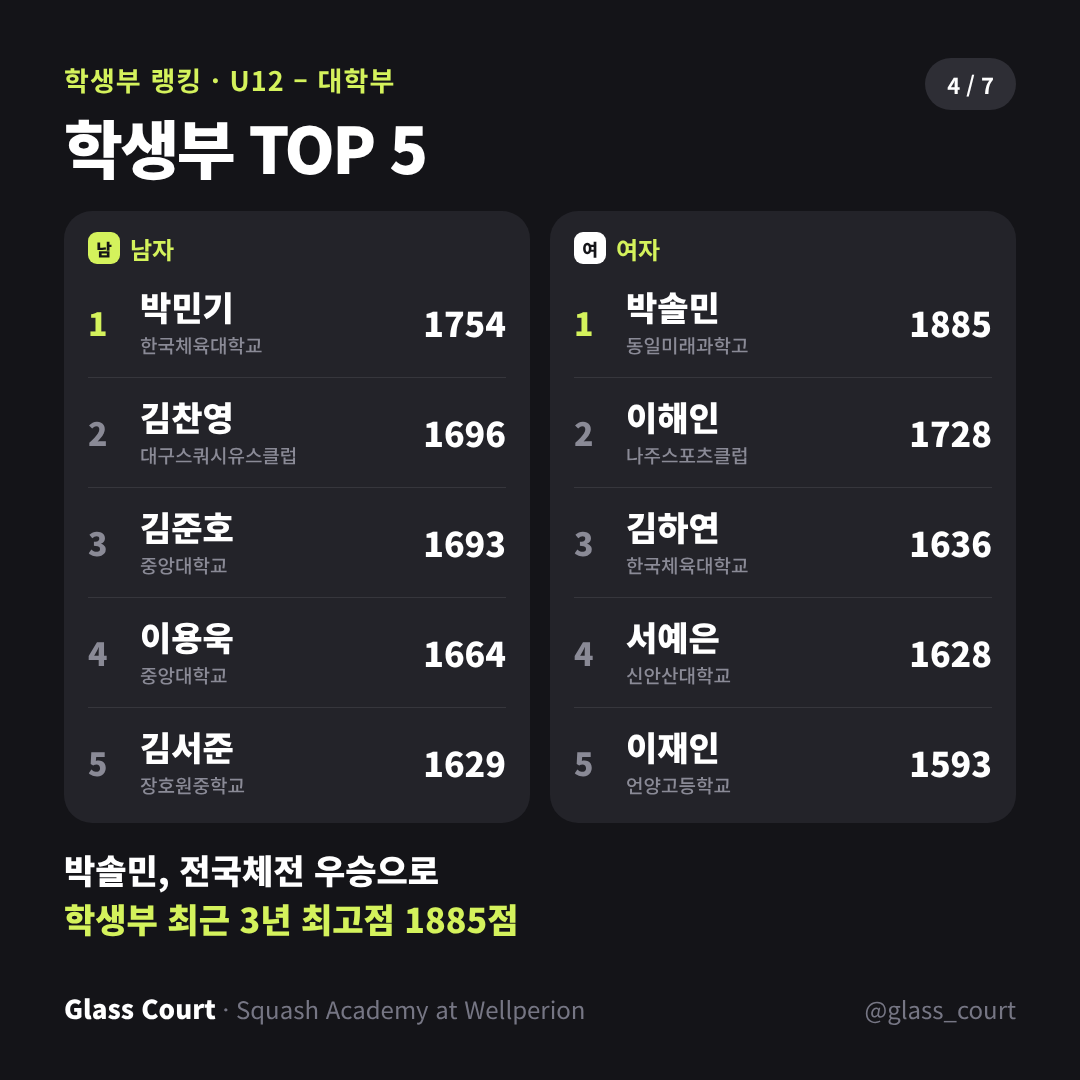 학생부 랭킹 · U12 – 대학부
4 / 7
학생부 TOP 5
남 남자
1 박민기 1754
한국체육대학교
2 김찬영 1696
대구스쿼시유스클럽
3 김준호 1693
중앙대학교
4 이용욱 1664
중앙대학교
5 김서준 1629
장호원중학교
여 여자
1 박솔민 1885
동일미래과학고
2 이해인 1728
나주스포츠클럽
3 김하연 1636
한국체육대학교
4 서예은 1628
신안산대학교
5 이재인 1593
언양고등학교
박솔민, 전국체전 우승으로
학생부 최근 3년 최고점 1885점
Glass Court · Squash Academy at Wellperion
@glass_court